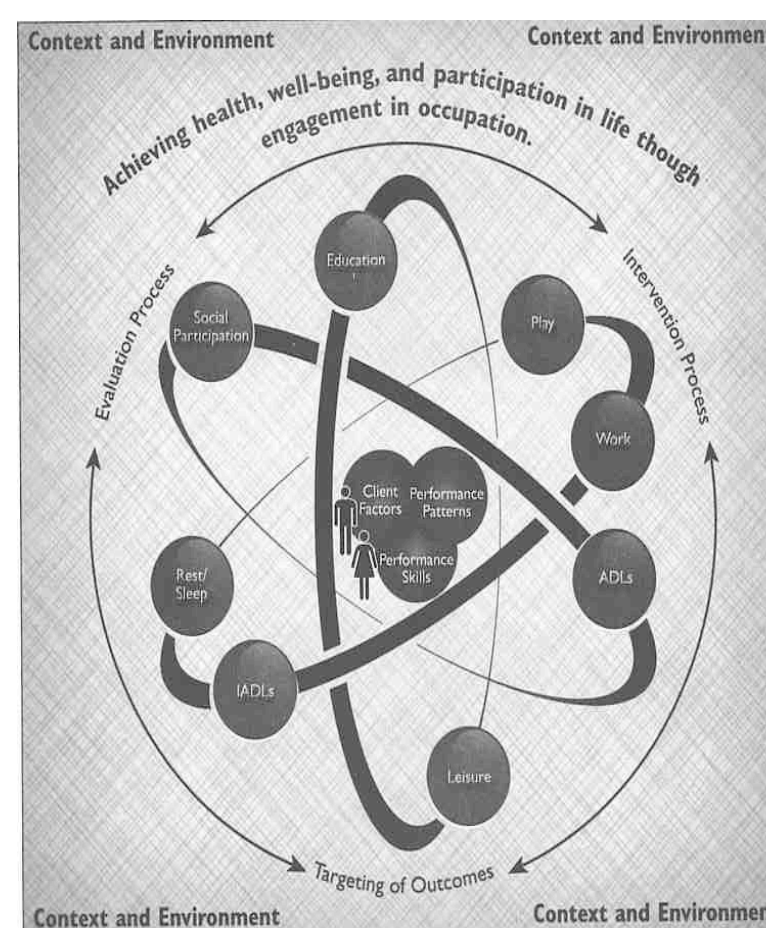 Context and Environment
Context and Environmen
Achieving health, well-being, and participation in life though
engagement in occupation.
Education
Social
Participation
Play
Evaluation Process
Intervention Process
Work
Client
Factors
Performance
Patterns
Performance
Skills
Rest/
Sleep
ADLs
IADLs
Leisure
Targeting of Outcomes
Context and Environment
Context and Environmen